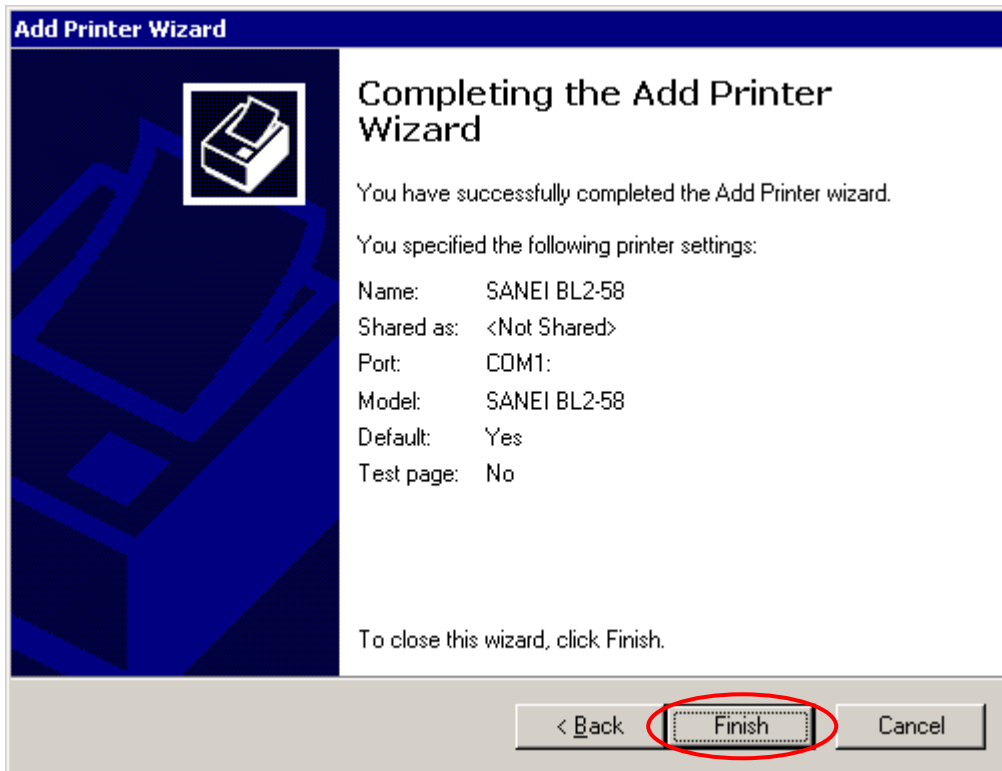 Add Printer Wizard
Completing the Add Printer
Wizard
You have successfully completed the Add Printer wizard.
You specified the following printer settings:
Name: SANEI BL2-58
Shared as: <Not Shared>
Port: COM1:
Model: SANEI BL2-58
Default: Yes
Test page: No
To close this wizard, click Finish.
< Back Finish Cancel